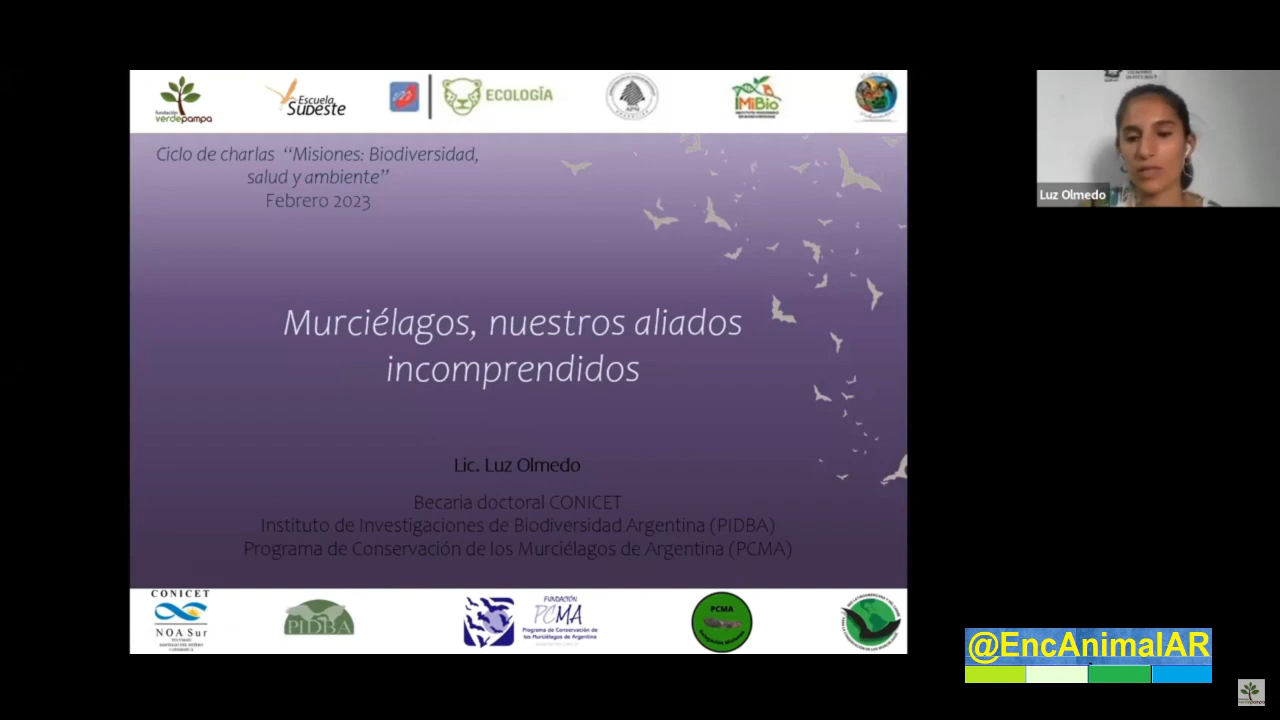 fundación
verdepampa
Escuela
Sudeste
ECOLOGÍA
iMiBio
Ciclo de charlas “Misiones: Biodiversidad,
salud y ambiente”
Febrero 2023
Luz Olmedo
Murciélagos, nuestros aliados
incomprendidos
Lic. Luz Olmedo
Becaria doctoral CONICET
Instituto de Investigaciones de Biodiversidad Argentina (PIDBA)
Programa de Conservación de los Murciélagos de Argentina (PCMA)
CONICET
NOA Sur
PIDBA
FUNDACIÓN
PCMA
Programa de Conservación de
los Murciélagos de Argentina
PCMA
@EncAnimalAR
verdepampa